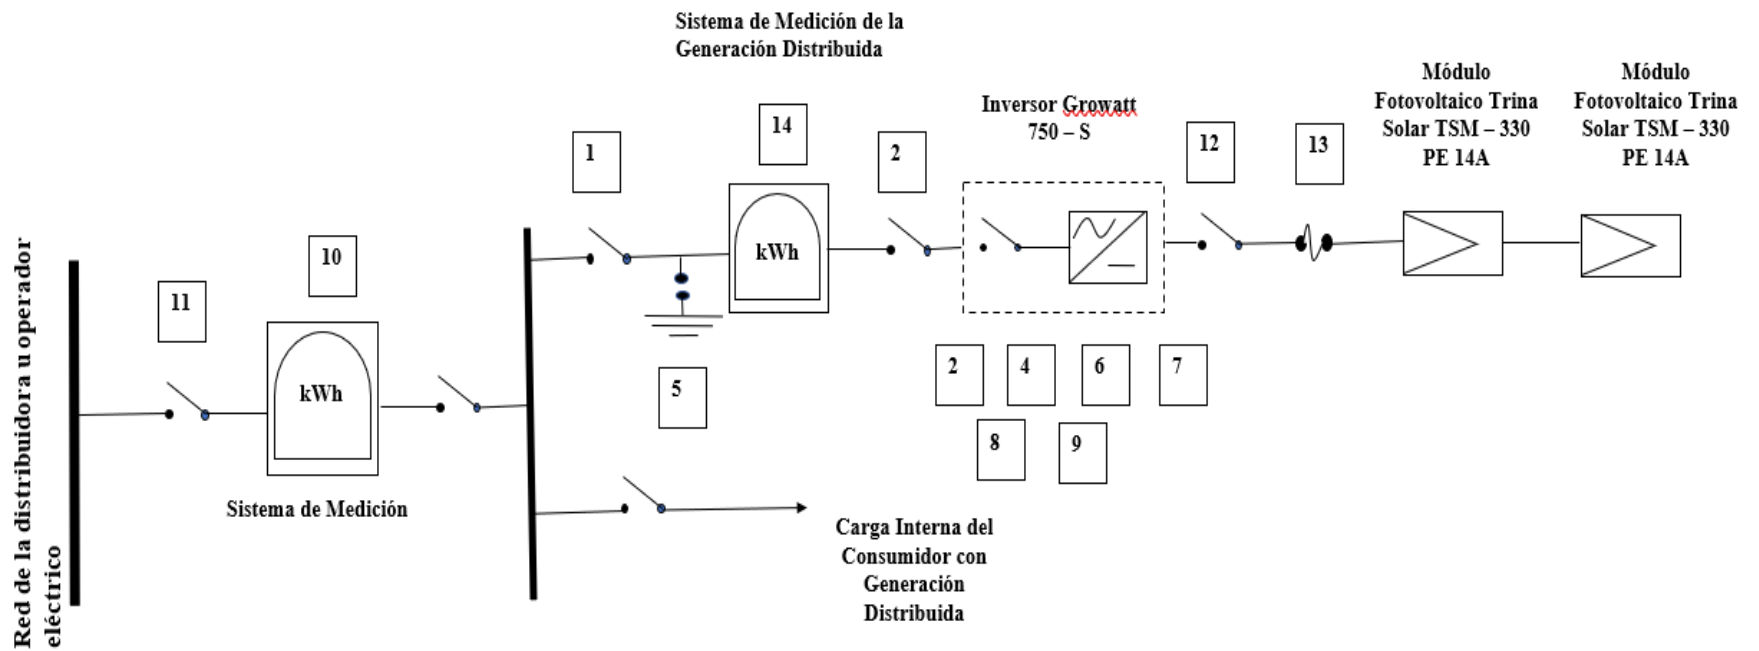 Sistema de Medición de la
Generación Distribuida
Inversor Growatt
750 – S
Módulo
Fotovoltaico Trina
Solar TSM – 330
PE 14A
Módulo
Fotovoltaico Trina
Solar TSM – 330
PE 14A
1
14
2
12
13
kWh
10
11
kWh
Sistema de Medición
5
2
4
6
7
8
9
Carga Interna del
Consumidor con
Generación
Distribuida
Red de la distribuidora u operador
eléctrico